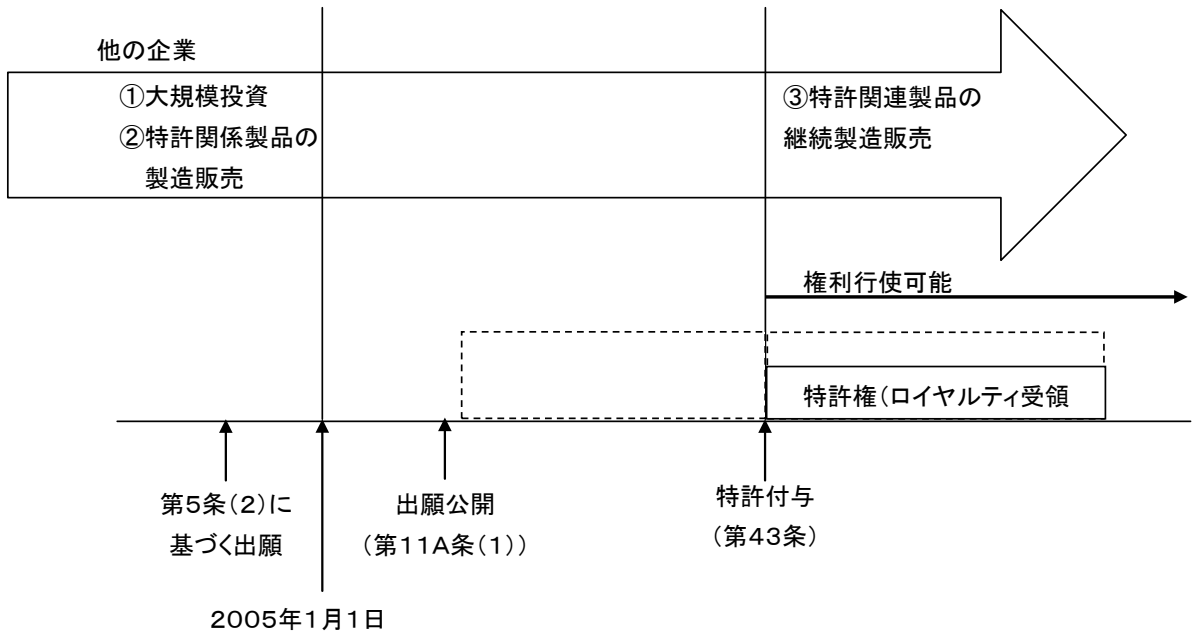 他の企業
①大規模投資
②特許関係製品の
製造販売
③特許関連製品の
継続製造販売
権利行使可能
特許権(ロイヤルティ受領
第5条(2)に
基づく出願
出願公開
(第11A条(1))
特許付与
(第43条)
2005年1月1日